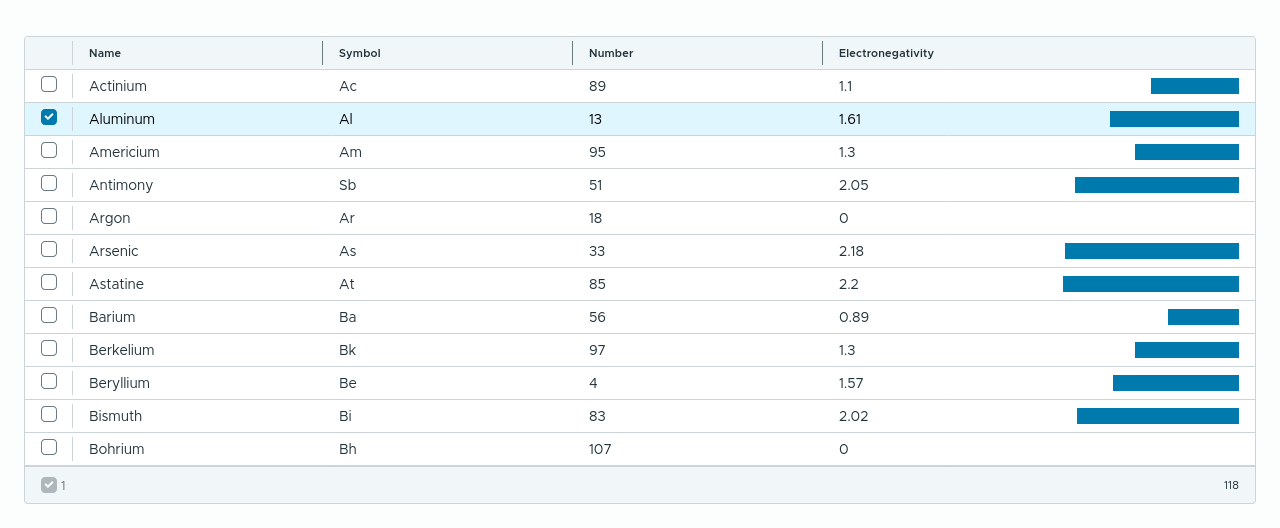 Name Symbol Number Electronegativity
Actinium Ac 89 1.1
Aluminum Al 13 1.61
Americium Am 95 1.3
Antimony Sb 51 2.05
Argon Ar 18 0
Arsenic As 33 2.18
Astatine At 85 2.2
Barium Ba 56 0.89
Berkelium Bk 97 1.3
Beryllium Be 4 1.57
Bismuth Bi 83 2.02
Bohrium Bh 107 0
1 118